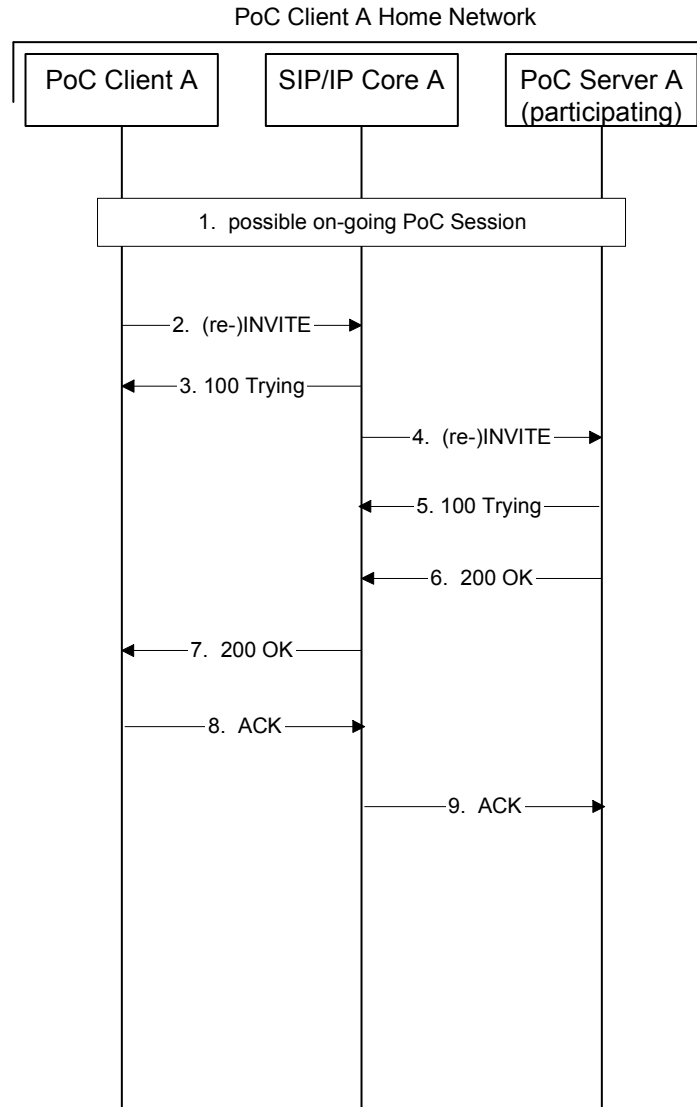 PoC Client A Home Network
PoC Client A
SIP/IP Core A
PoC Server A
(participating)
1. possible on-going PoC Session
2. (re-)INVITE
3. 100 Trying
4. (re-)INVITE
5. 100 Trying
6. 200 OK
7. 200 OK
8. ACK
9. ACK